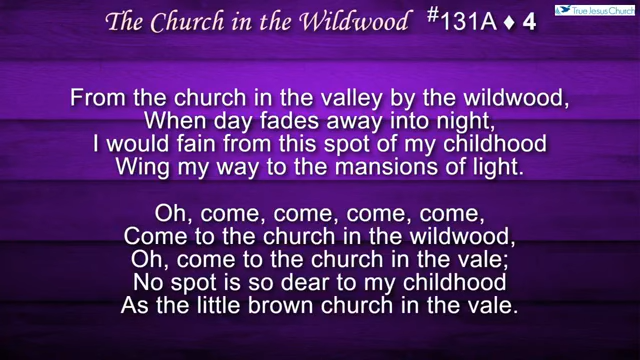 The Church in the Wildwood #131A ♦ 4
True Jesus Church
From the church in the valley by the wildwood,
When day fades away into night,
I would fain from this spot of my childhood
Wing my way to the mansions of light.
Oh, come, come, come, come,
Come to the church in the wildwood,
Oh, come to the church in the vale;
No spot is so dear to my childhood
As the little brown church in the vale.